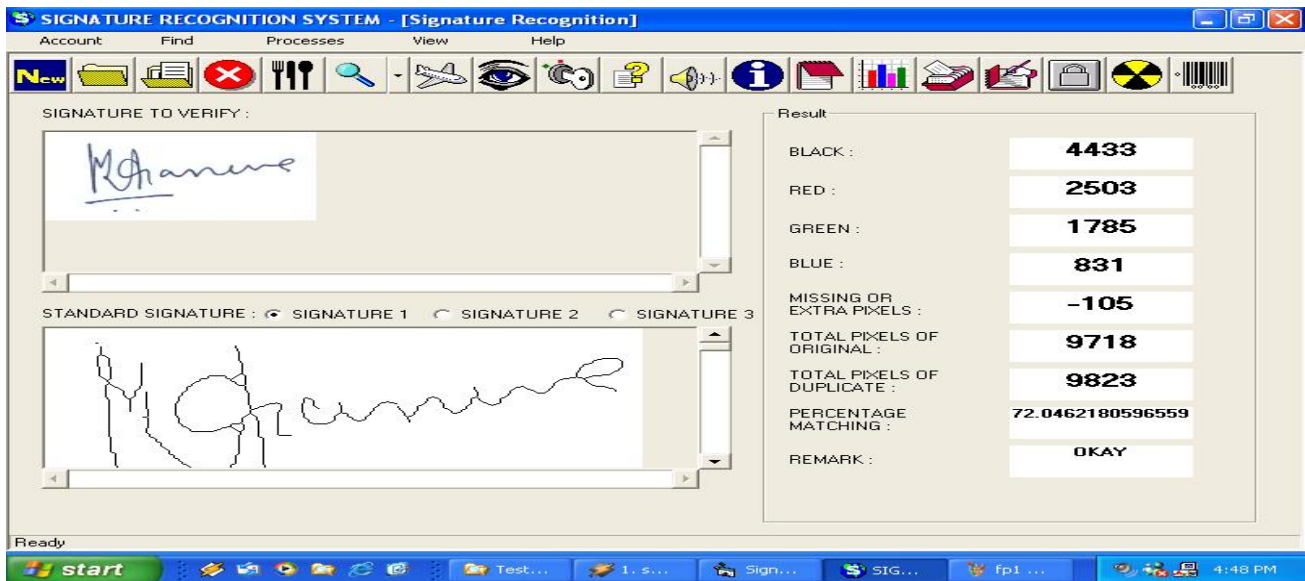 SIGNATURE RECOGNITION SYSTEM - [Signature Recognition]
Account Find Processes View Help
New
SIGNATURE TO VERIFY :
STANDARD SIGNATURE : SIGNATURE 1 SIGNATURE 2 SIGNATURE 3
Result
BLACK : 4433
RED : 2503
GREEN : 1785
BLUE : 831
MISSING OR
EXTRA PIXELS : -105
TOTAL PIXELS OF
ORIGINAL : 9718
TOTAL PIXELS OF
DUPLICATE : 9823
PERCENTAGE
MATCHING : 72.0462180596559
REMARK : OKAY
Ready
start Test... 1. s... Sign... SIG... fp1 ... 4:48 PM